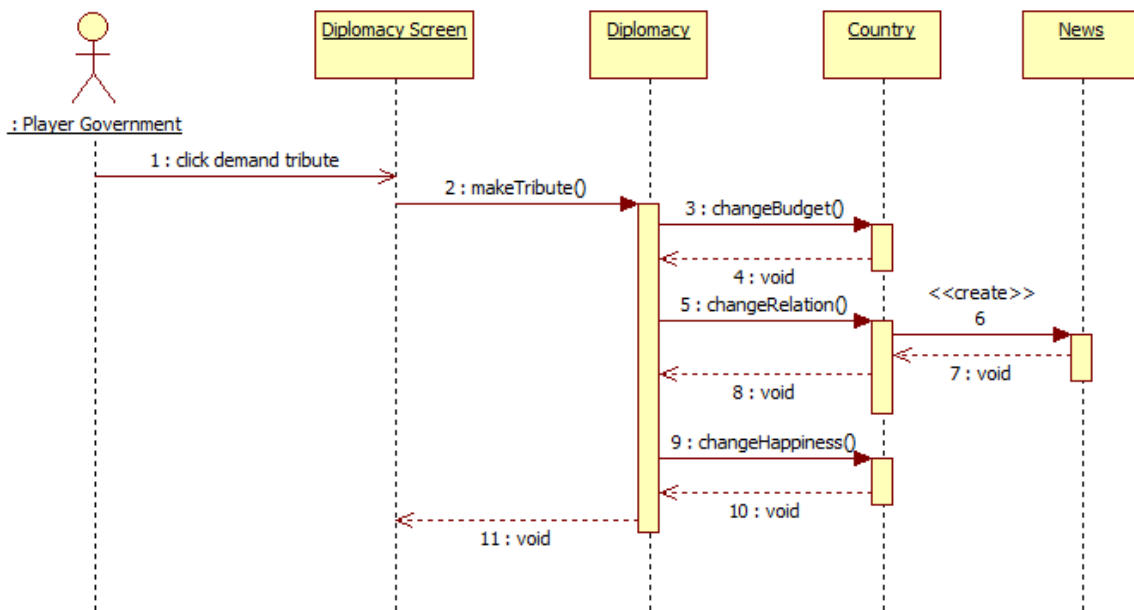 Diplomacy Screen
Diplomacy
Country
News
: Player Government
1 : click demand tribute
2 : makeTribute()
3 : changeBudget()
4 : void
<<create>>
5 : changeRelation()
6
7 : void
8 : void
9 : changeHappiness()
10 : void
11 : void